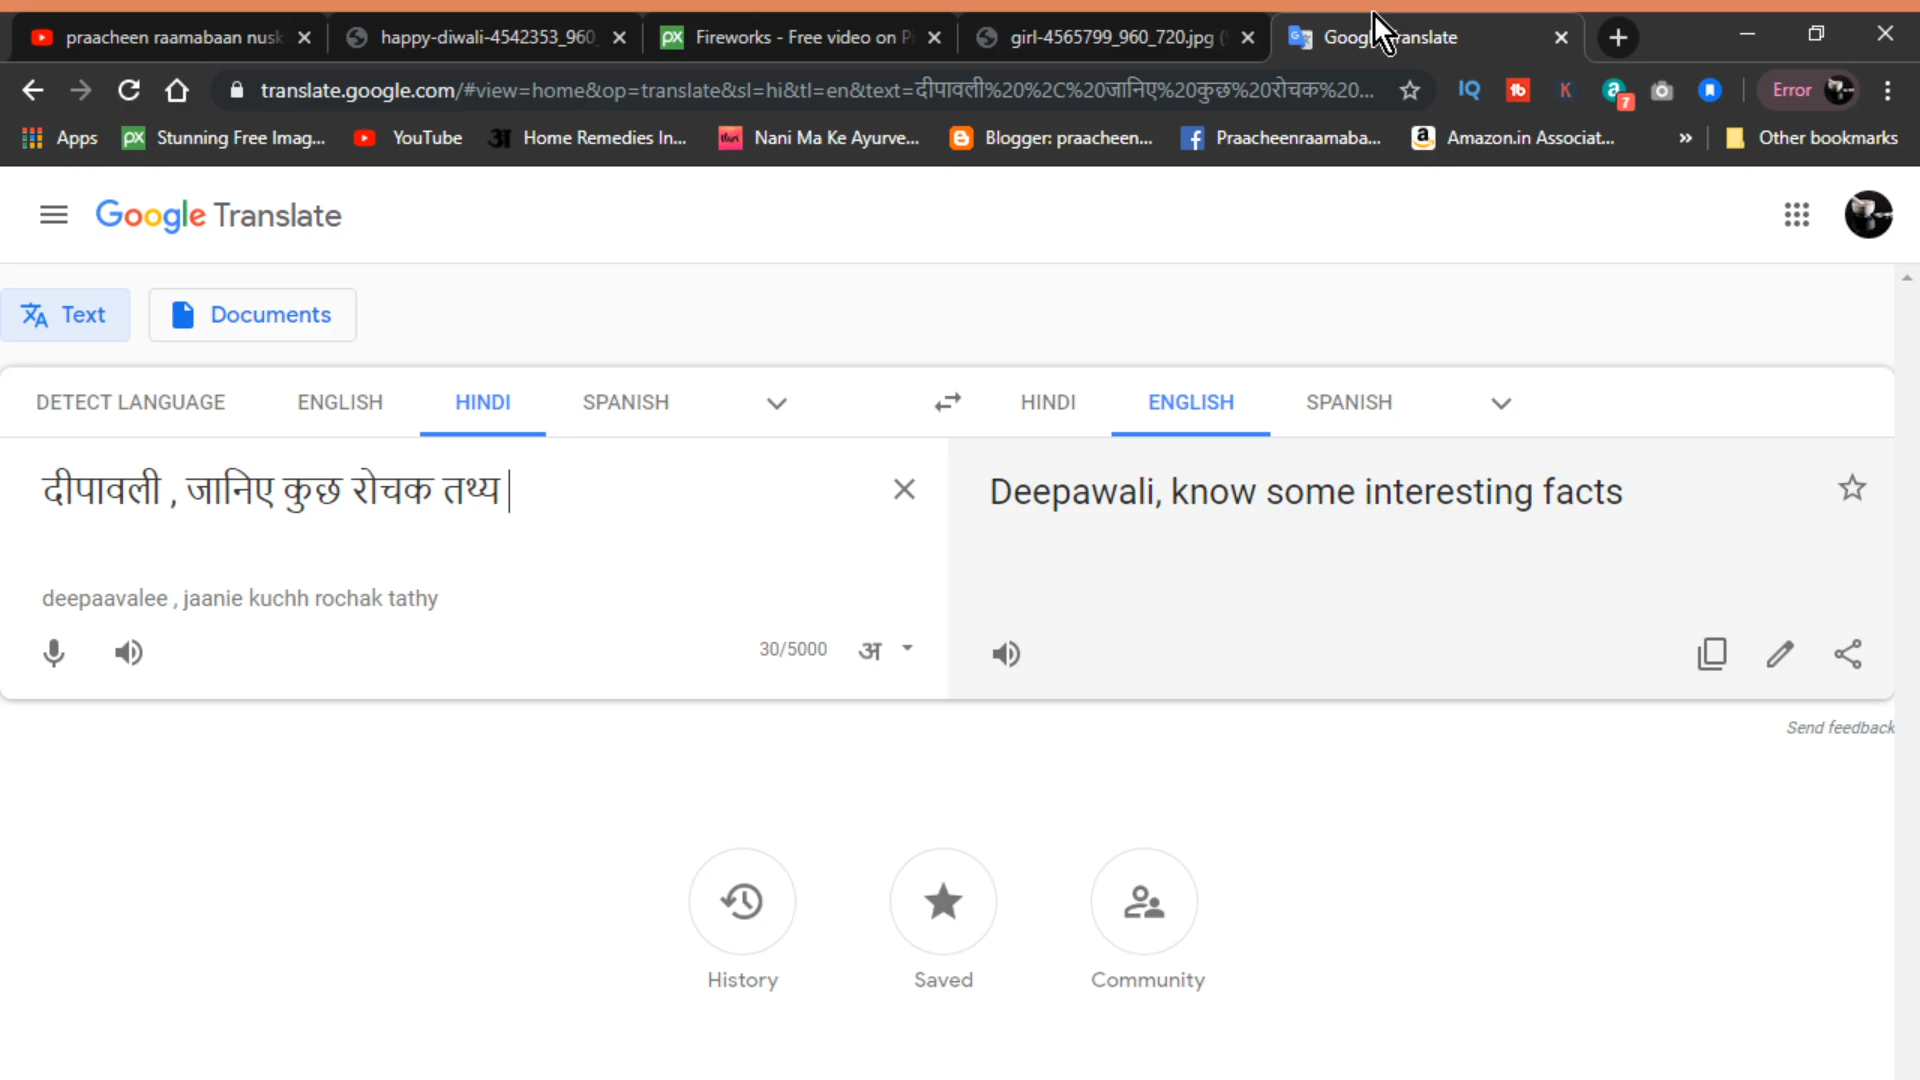 praacheen raamabaan nusk
happy-diwali-4542353_960_
Fireworks - Free video on Pi
girl-4565799_960_720.jpg (
translate.google.com/#view=home&op=translate&sl=hi&tl=en&text=दीपावली%20%2C%20जानिए%20कुछ%20रोचक%20...
Error
Apps
Stunning Free Imag...
YouTube
Home Remedies In...
Nani Ma Ke Ayurve...
Blogger: praacheen...
Praacheenraamaba...
Amazon.in Associat...
Other bookmarks
Google Translate
Text
Documents
DETECT LANGUAGE
ENGLISH
HINDI
SPANISH
HINDI
ENGLISH
SPANISH
दीपावली , जानिए कुछ रोचक तथ्य
Deepawali, know some interesting facts
deepaavalee , jaanie kuchh rochak tathy
30/5000
अ
Send feedback
History
Saved
Community